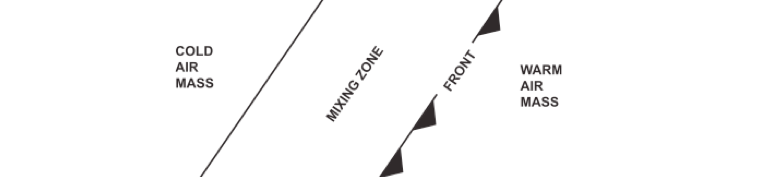 COLD
AIR
MASS
MIXING ZONE
FRONT
WARM
AIR
MASS